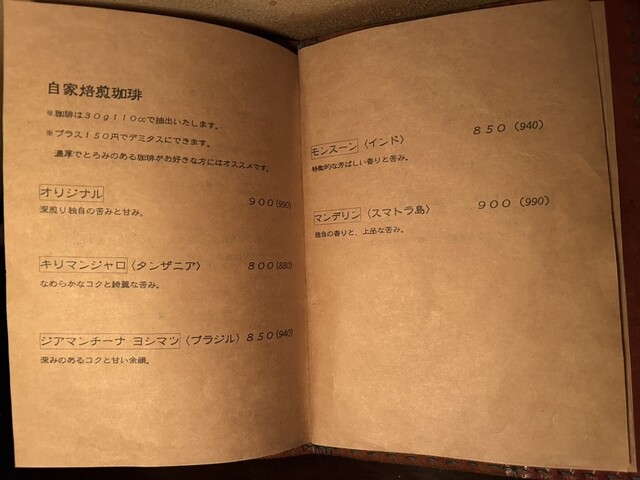 自家焙煎珈琲
※珈琲は30g110ccで抽出いたします。
※プラス150円でデミタスにできます。
濃厚でとろみのある珈琲がお好きな方にはオススメです。
オリジナル 900(990)
深煎り独自の苦みと甘み。
キリマンジャロ〈タンザニア〉 800(880)
なめらかなコクと綺麗な苦み。
ジアマンチーナ ヨシマツ〈ブラジル〉850(940)
深みのあるコクと甘い余韻。
モンスーン〈インド〉 850(940)
特徴的な芳ばしい香りと苦み。
マンデリン〈スマトラ島〉 900(990)
独自の香りと、上品な苦み。